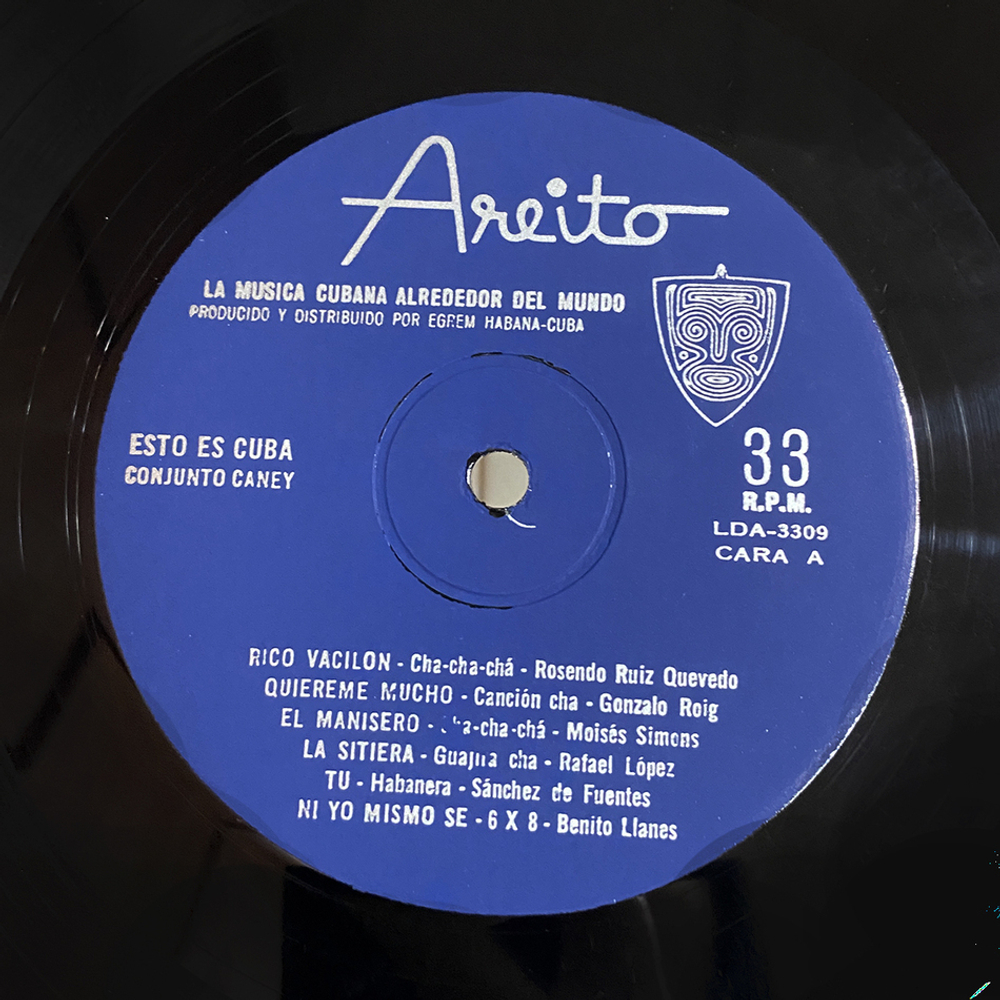 Areito
LA MUSICA CUBANA ALREDEDOR DEL MUNDO
PRODUCIDO Y DISTRIBUIDO POR EGREM HABANA-CUBA
ESTO ES CUBA
CONJUNTO CANEY
33
R.P.M.
LDA-3309
CARA A
RICO VACILON - Cha-cha-chá - Rosendo Ruiz Quevedo
QUIEREME MUCHO - Canción cha - Gonzalo Roig
EL MANISERO - Cha-cha-chá - Moisés Simons
LA SITIERA - Guajira cha - Rafael López
TU - Habanera - Sánchez de Fuentes
NI YO MISMO SE - 6 X 8 - Benito Llanes